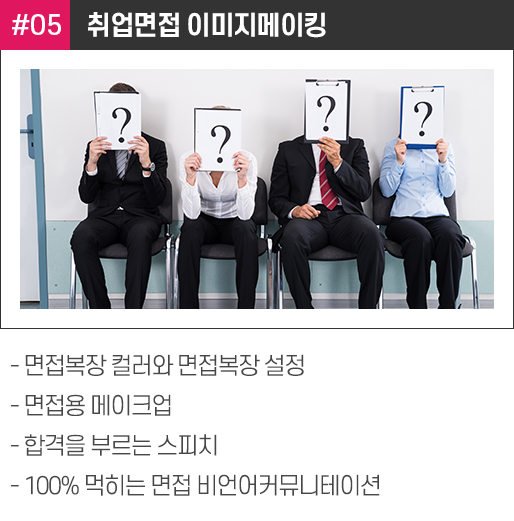 #05 취업면접 이미지메이킹
? ? ? ?
- 면접복장 컬러와 면접복장 설정
- 면접용 메이크업
- 합격을 부르는 스피치
- 100% 먹히는 면접 비언어커뮤니테이션